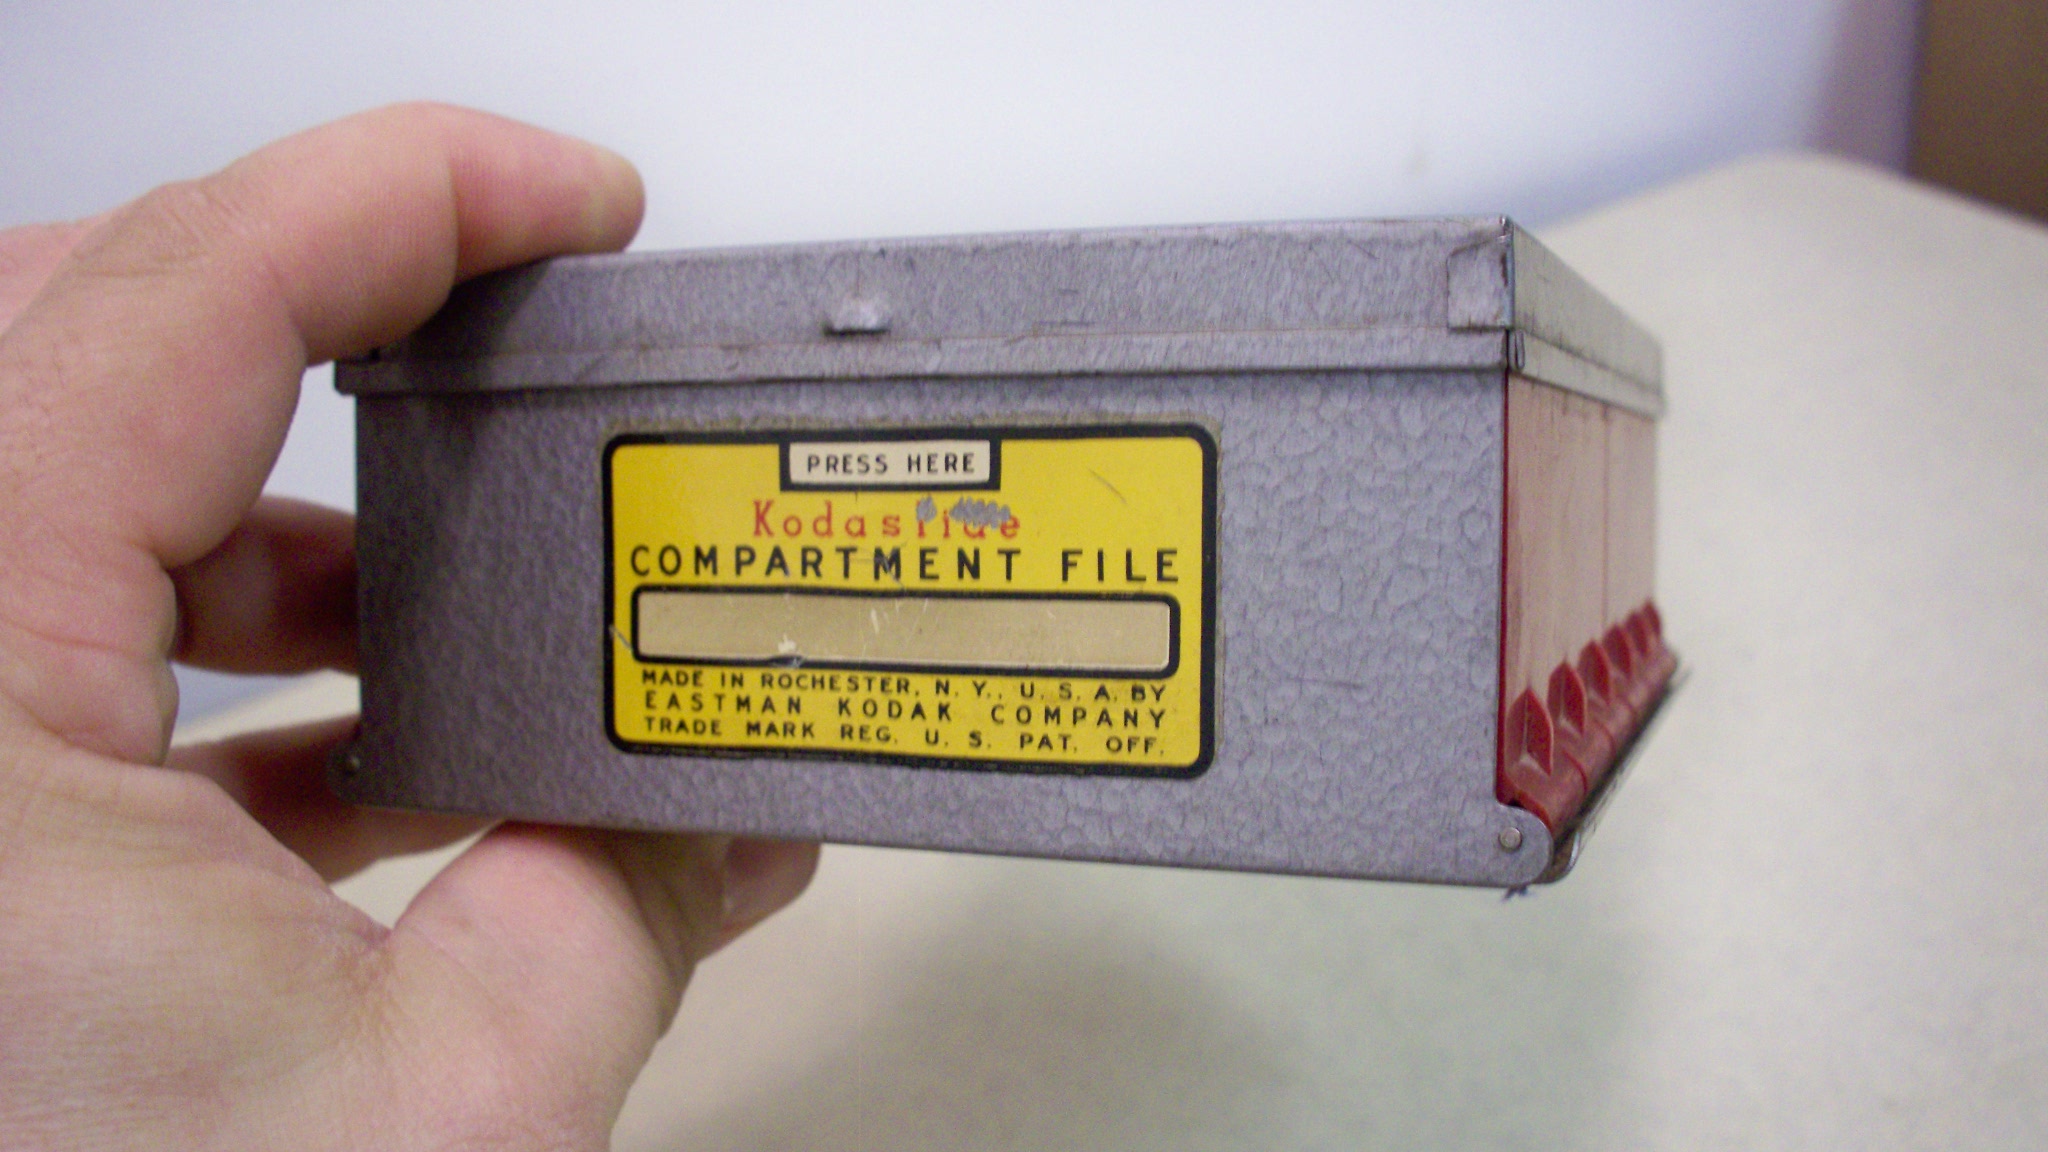 PRESS HERE
Kodaslide
COMPARTMENT FILE
MADE IN ROCHESTER, N. Y., U. S. A. BY
EASTMAN KODAK COMPANY
TRADE MARK REG. U. S. PAT. OFF.